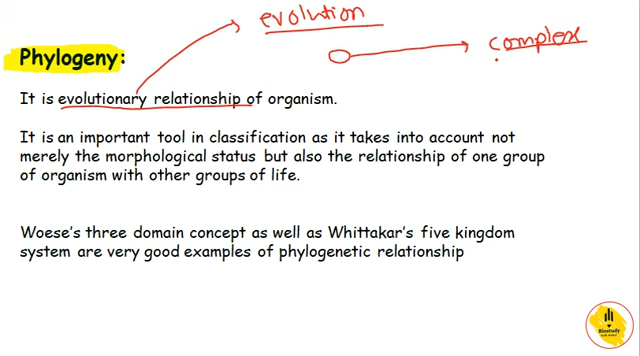 evolution
complex
Phylogeny:
It is evolutionary relationship of organism.
It is an important tool in classification as it takes into account not
merely the morphological status but also the relationship of one group
of organism with other groups of life.
Woese's three domain concept as well as Whittakar's five kingdom
system are very good examples of phylogenetic relationship
Biostudy